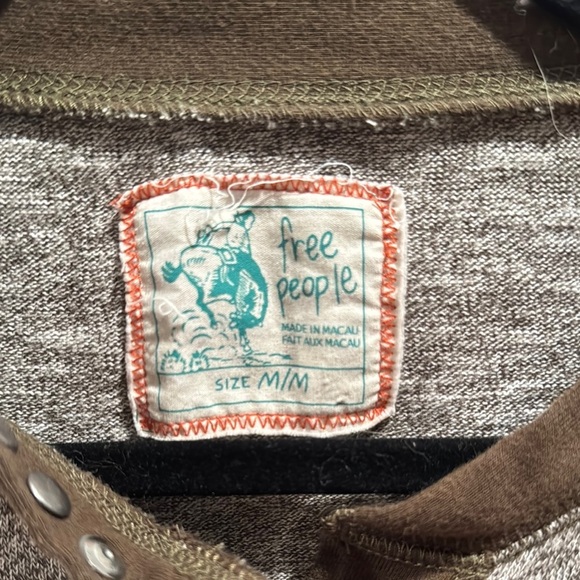 free
people
MADE IN MACAU
FAIT AUX MACAU
SIZE M/M